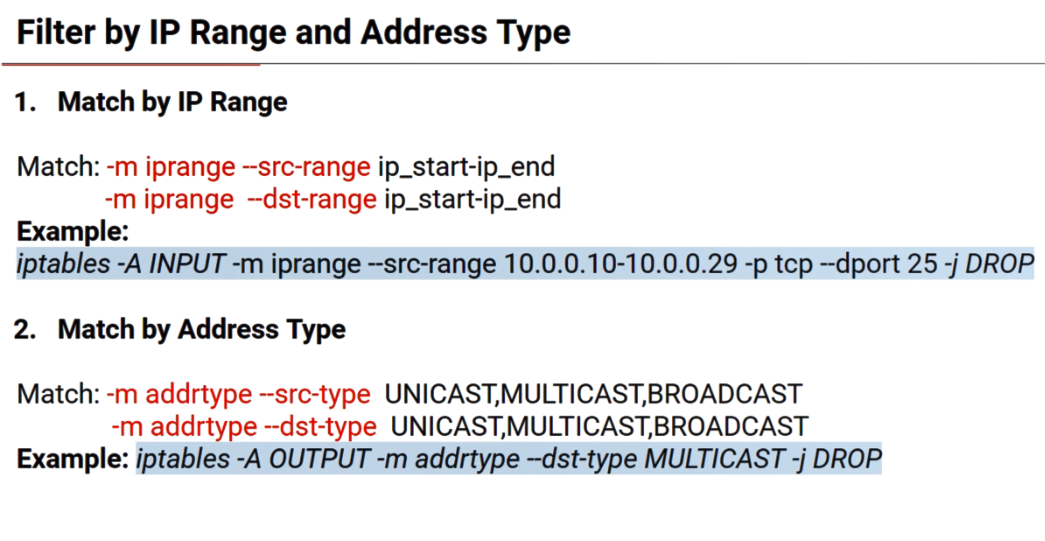 Filter by IP Range and Address Type
1. Match by IP Range
Match: -m iprange --src-range ip_start-ip_end
-m iprange --dst-range ip_start-ip_end
Example:
iptables -A INPUT -m iprange --src-range 10.0.0.10-10.0.0.29 -p tcp --dport 25 -j DROP
2. Match by Address Type
Match: -m addrtype --src-type UNICAST,MULTICAST,BROADCAST
-m addrtype --dst-type UNICAST,MULTICAST,BROADCAST
Example: iptables -A OUTPUT -m addrtype --dst-type MULTICAST -j DROP